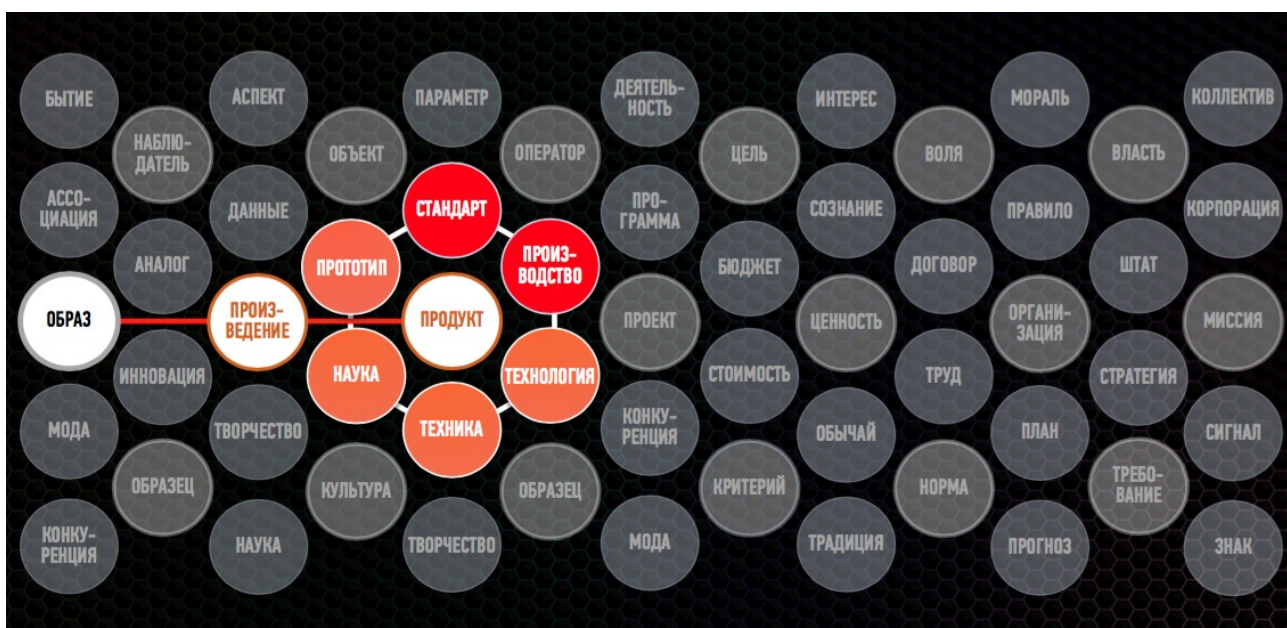 БЫТИЕ
АСПЕКТ
ПАРАМЕТР
ДЕЯТЕЛЬ-
НОСТЬ
ИНТЕРЕС
МОРАЛЬ
КОЛЛЕКТИВ
НАБЛЮ-
ДАТЕЛЬ
ОБЪЕКТ
ОПЕРАТОР
ЦЕЛЬ
ВОЛЯ
ВЛАСТЬ
АССО-
ЦИАЦИЯ
ДАННЫЕ
СТАНДАРТ
ПРО-
ГРАММА
СОЗНАНИЕ
ПРАВИЛО
КОРПОРАЦИЯ
АНАЛОГ
ПРОТОТИП
ПРОИЗ-
ВОДСТВО
БЮДЖЕТ
ДОГОВОР
ШТАТ
ОБРАЗ
ПРОИЗ-
ВЕДЕНИЕ
ПРОДУКТ
ПРОЕКТ
ЦЕННОСТЬ
ОРГАНИ-
ЗАЦИЯ
МИССИЯ
ИННОВАЦИЯ
НАУКА
ТЕХНОЛОГИЯ
СТОИМОСТЬ
ТРУД
СТРАТЕГИЯ
МОДА
ТВОРЧЕСТВО
ТЕХНИКА
КОНКУ-
РЕНЦИЯ
ОБЫЧАЙ
ПЛАН
СИГНАЛ
ОБРАЗЕЦ
КУЛЬТУРА
ОБРАЗЕЦ
КРИТЕРИЙ
НОРМА
ТРЕБО-
ВАНИЕ
КОНКУ-
РЕНЦИЯ
НАУКА
ТВОРЧЕСТВО
МОДА
ТРАДИЦИЯ
ПРОГНОЗ
ЗНАК